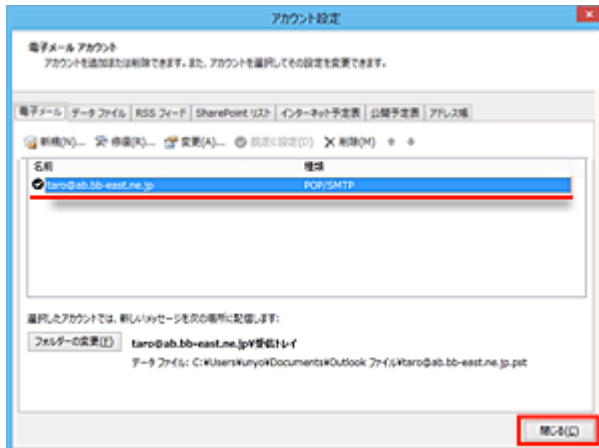 アカウント設定
電子メール アカウント
アカウントを追加または削除できます。また、アカウントを選択してその設定を変更できます。
電子メール データ ファイル RSS フィード SharePoint リスト インターネット予定表 公開予定表 アドレス帳
新規(N)... 修復(R)... 変更(A)... 既定に設定(D) 削除(M)
名前 種類
taro@ab.bb-east.ne.jp POP/SMTP
選択したアカウントでは、新しいメッセージを次の場所に配信します:
フォルダーの変更(F) taro@ab.bb-east.ne.jp¥受信トレイ
データ ファイル: C:¥Users¥unyo¥Documents¥Outlook ファイル¥taro@ab.bb-east.ne.jp.pst
閉じる(C)